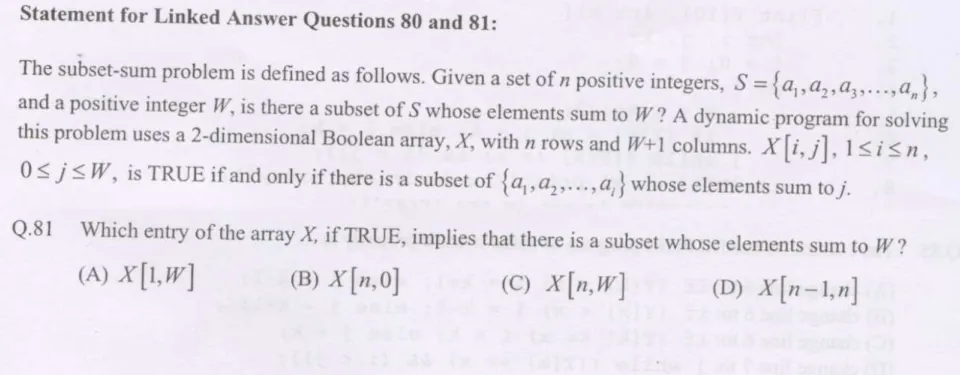 Statement for Linked Answer Questions 80 and 81:
The subset-sum problem is defined as follows. Given a set of n positive integers, S = {a₁,a₂,a₃,…,aₙ},
and a positive integer W, is there a subset of S whose elements sum to W ? A dynamic program for solving
this problem uses a 2-dimensional Boolean array, X, with n rows and W+1 columns. X[i,j], 1≤i≤n,
0≤j≤W, is TRUE if and only if there is a subset of {a₁,a₂,…,aᵢ} whose elements sum to j.
Q.81 Which entry of the array X, if TRUE, implies that there is a subset whose elements sum to W ?
(A) X[1,W] (B) X[n,0] (C) X[n,W] (D) X[n−1,n]